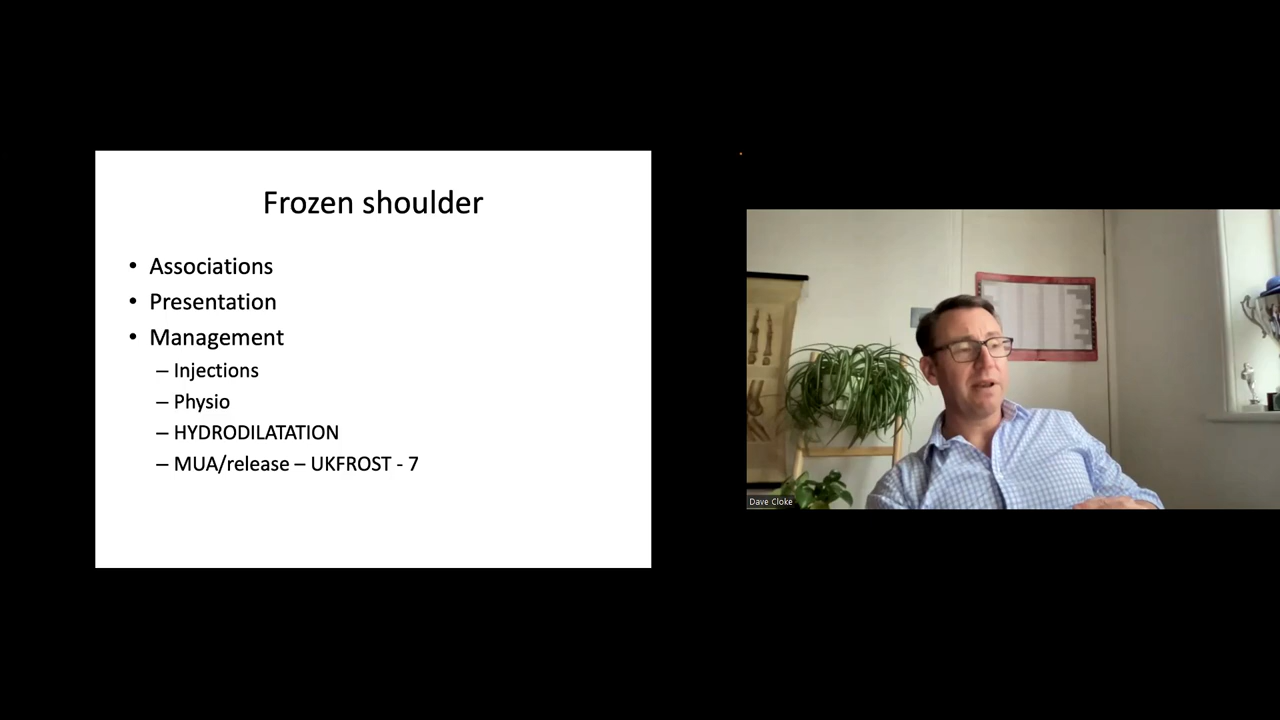 Frozen shoulder
• Associations
• Presentation
• Management
– Injections
– Physio
– HYDRODILATATION
– MUA/release – UKFROST - 7
Dave Cloke